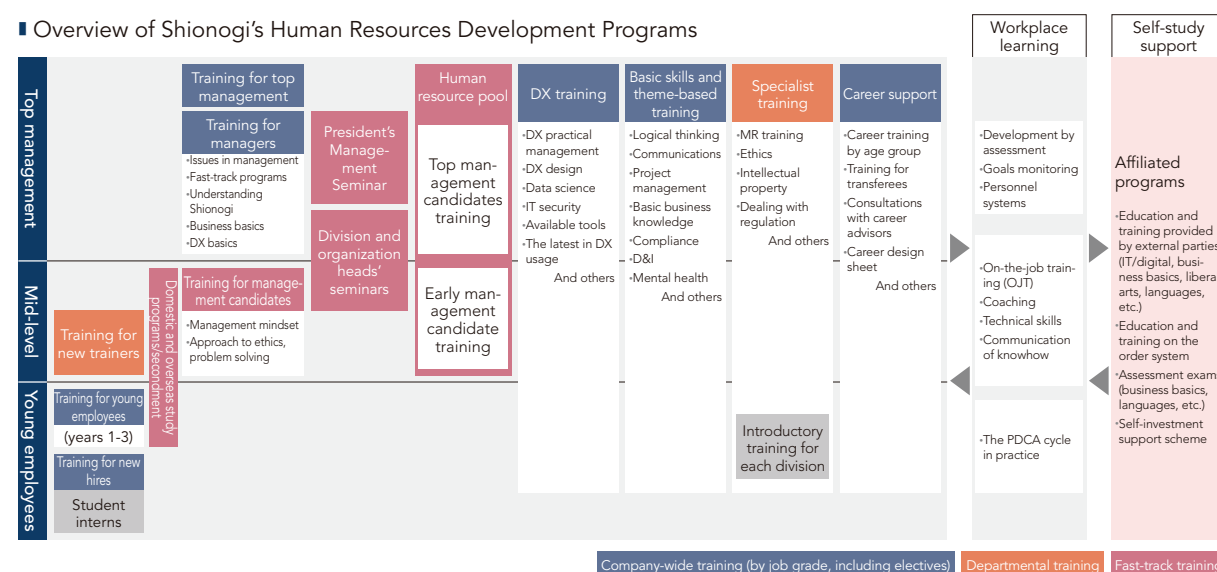 Overview of Shionogi's Human Resources Development Programs
Workplace
learning
Self-study
support
Top management
Mid-level
Young employees
Training for top
management
Training for
managers
•Issues in management
•Fast-track programs
•Understanding
Shionogi
•Business basics
•DX basics
Training for manage-
ment candidates
•Management mindset
•Approach to ethics,
problem solving
Training for
new trainers
Domestic and overseas study
programs/secondment
Training for young
employees
(years 1-3)
Training for new
hires
Student
interns
President's
Manage-
ment
Seminar
Division and
organization
heads'
seminars
Human
resource pool
Top man-
agement
candidates
training
Early man-
agement
candidate
training
DX training
•DX practical
management
•DX design
•Data science
•IT security
•Available tools
•The latest in DX
usage
And others
Basic skills and
theme-based
training
•Logical thinking
•Communications
•Project
management
•Basic business
knowledge
•Compliance
•D&I
•Mental health
And others
Specialist
training
•MR training
•Ethics
•Intellectual
property
•Dealing with
regulation
And others
Introductory
training for
each division
Career support
•Career training
by age group
•Training for
transferees
•Consultations
with career
advisors
•Career design
sheet
And others
•Development by
assessment
•Goals monitoring
•Personnel
systems
•On-the-job train-
ing (OJT)
•Coaching
•Technical skills
•Communication
of knowhow
•The PDCA cycle
in practice
Affiliated
programs
•Education and
training provided
by external parties
(IT/digital, busi-
ness basics, libera
arts, languages,
etc.)
•Education and
training on the
order system
•Assessment exam
(business basics,
languages, etc.)
•Self-investment
support scheme
Company-wide training (by job grade, including electives)
Departmental training
Fast-track training